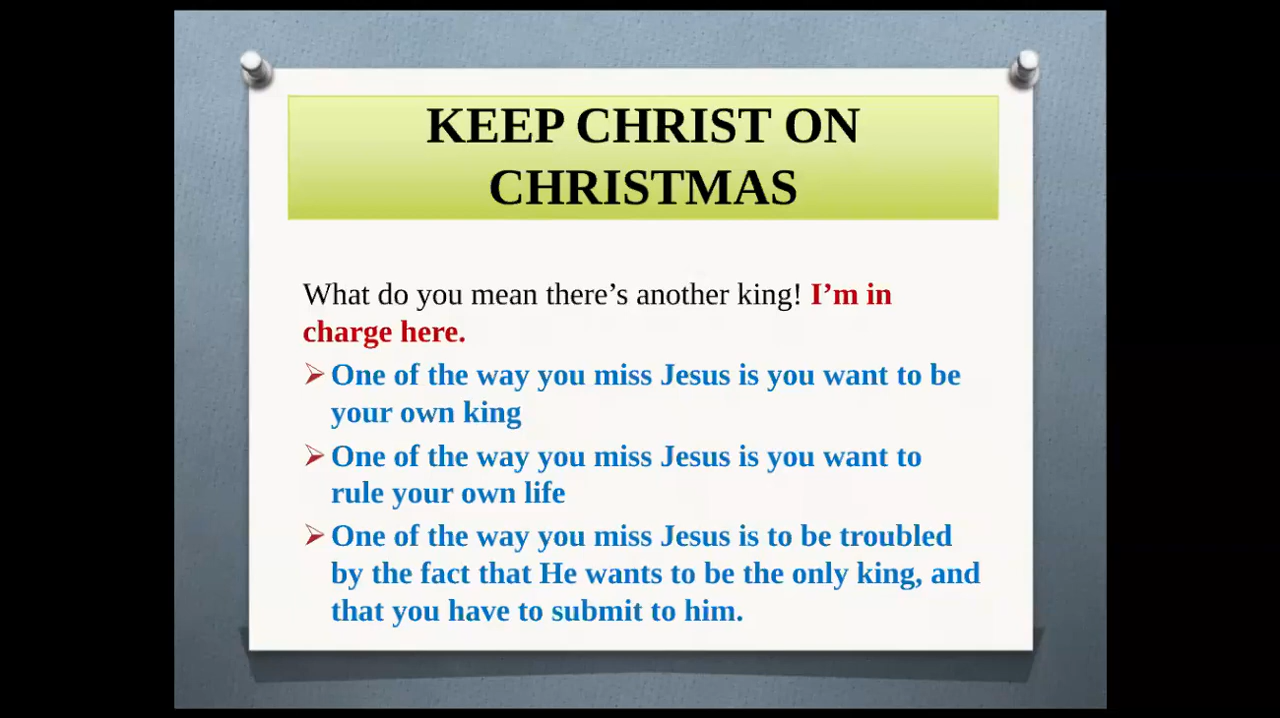 KEEP CHRIST ON
CHRISTMAS
What do you mean there’s another king! I’m in
charge here.
➢ One of the way you miss Jesus is you want to be
your own king
➢ One of the way you miss Jesus is you want to
rule your own life
➢ One of the way you miss Jesus is to be troubled
by the fact that He wants to be the only king, and
that you have to submit to him.